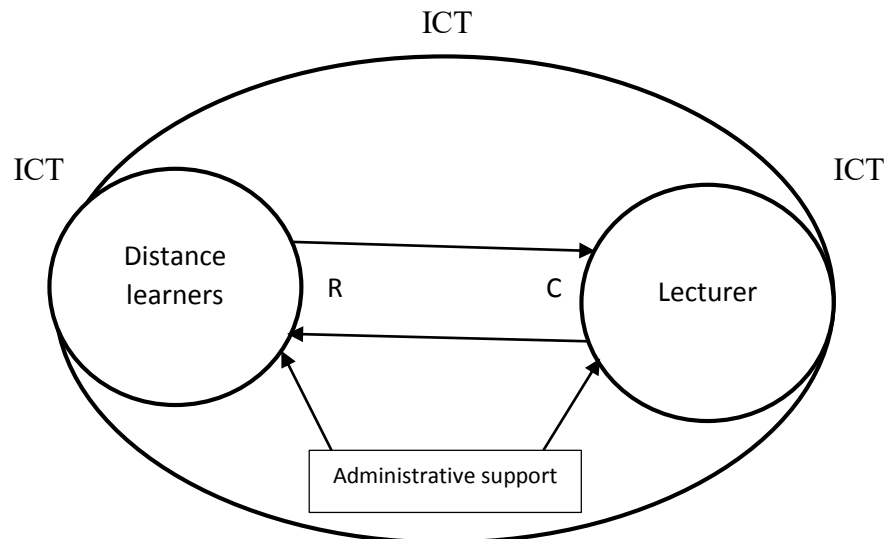 ICT
ICT
ICT
Distance
learners
R
C
Lecturer
Administrative support